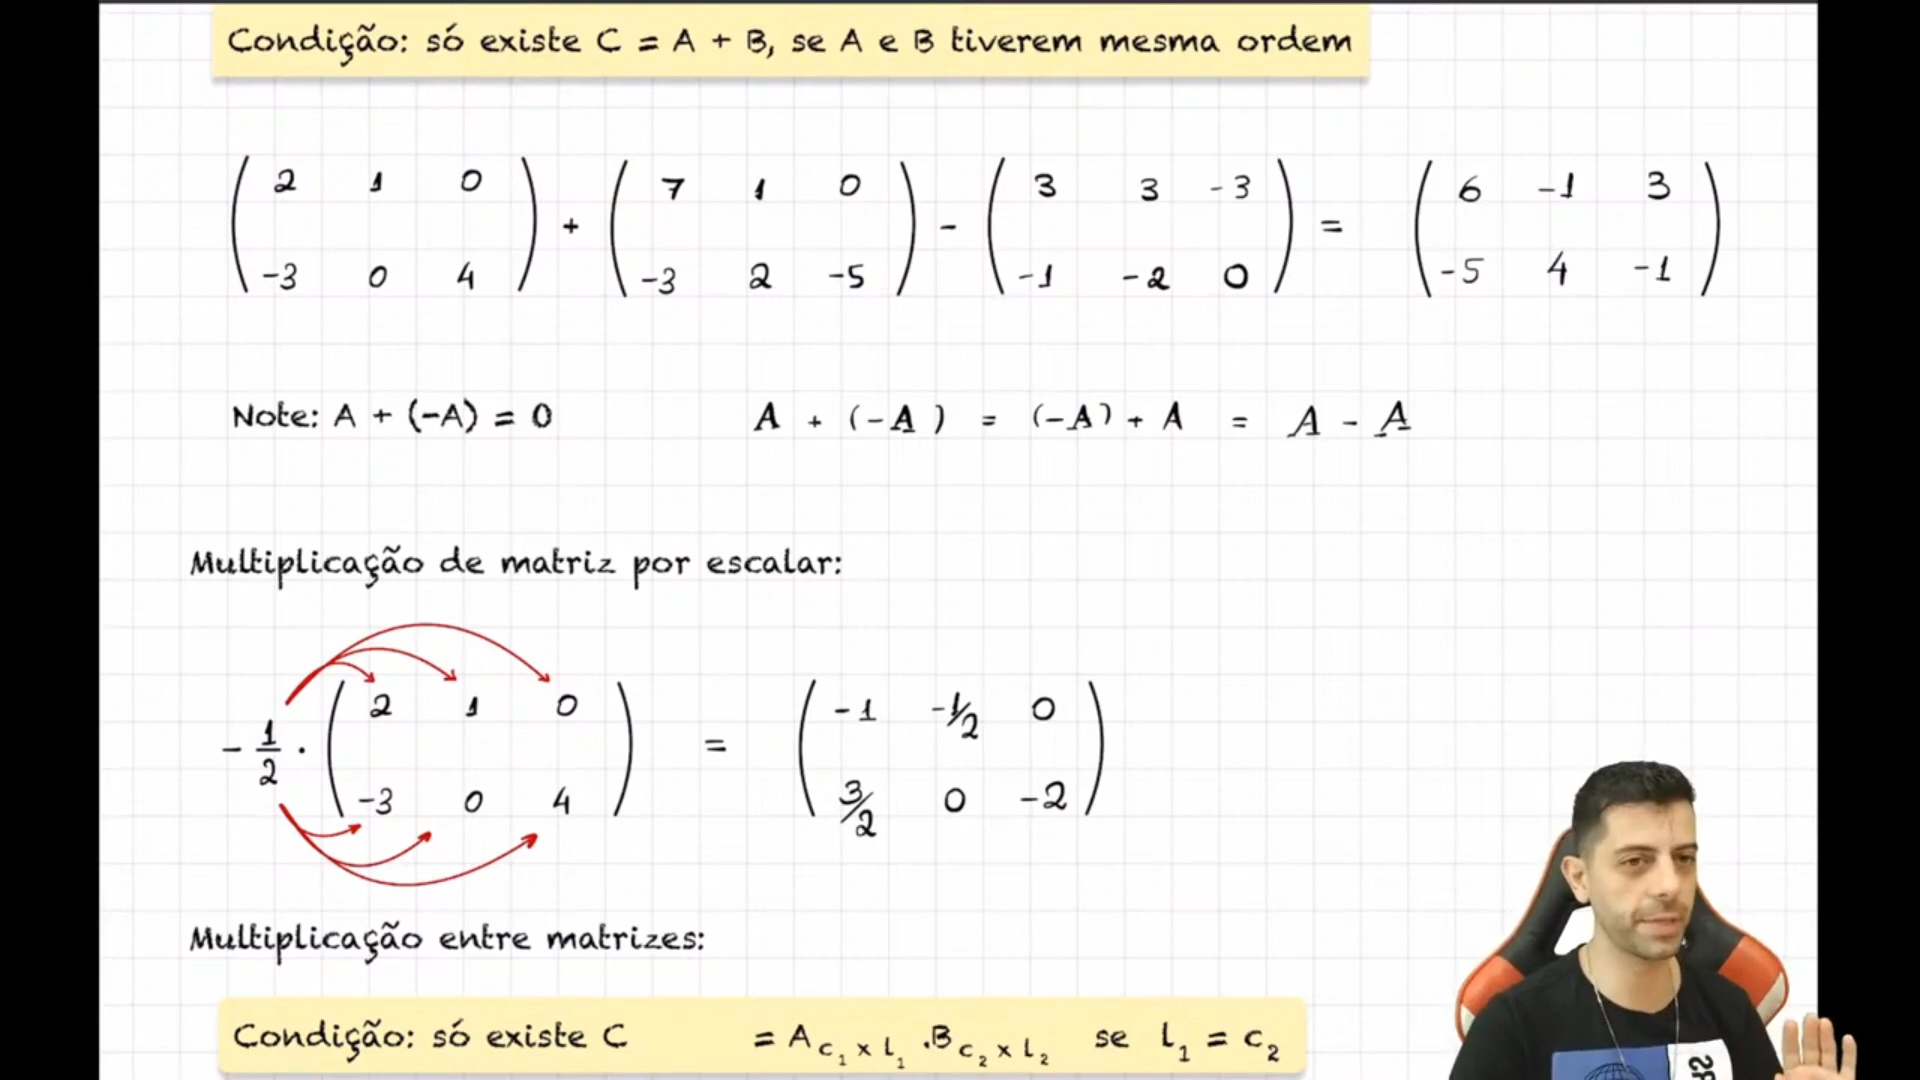 Condição: só existe C = A + B, se A e B tiverem mesma ordem
2 1 0 7 1 0 3 3 -3 6 -1 3
+ - =
-3 0 4 -3 2 -5 -1 -2 0 -5 4 -1
Note: A + (-A) = 0 A + (-A) = (-A) + A = A - A
Multiplicação de matriz por escalar:
2 1 0 -1 -1/2 0
-1/2 · =
-3 0 4 3/2 0 -2
Multiplicação entre matrizes:
Condição: só existe C = A c₁ x l₁ .B c₂ x l₂ se l₁ = c₂